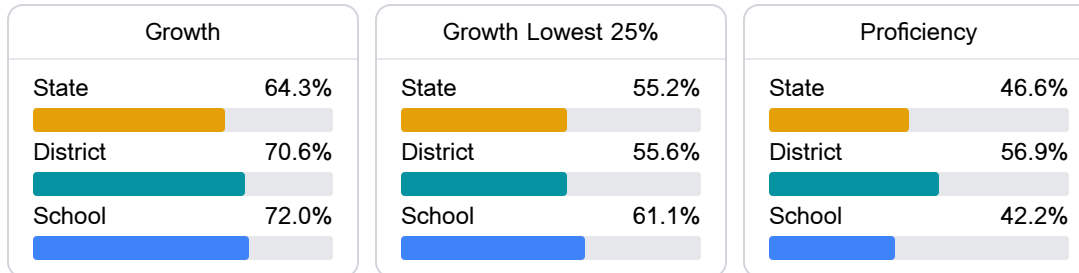 Growth
State 64.3%
District 70.6%
School 72.0%
Growth Lowest 25%
State 55.2%
District 55.6%
School 61.1%
Proficiency
State 46.6%
District 56.9%
School 42.2%